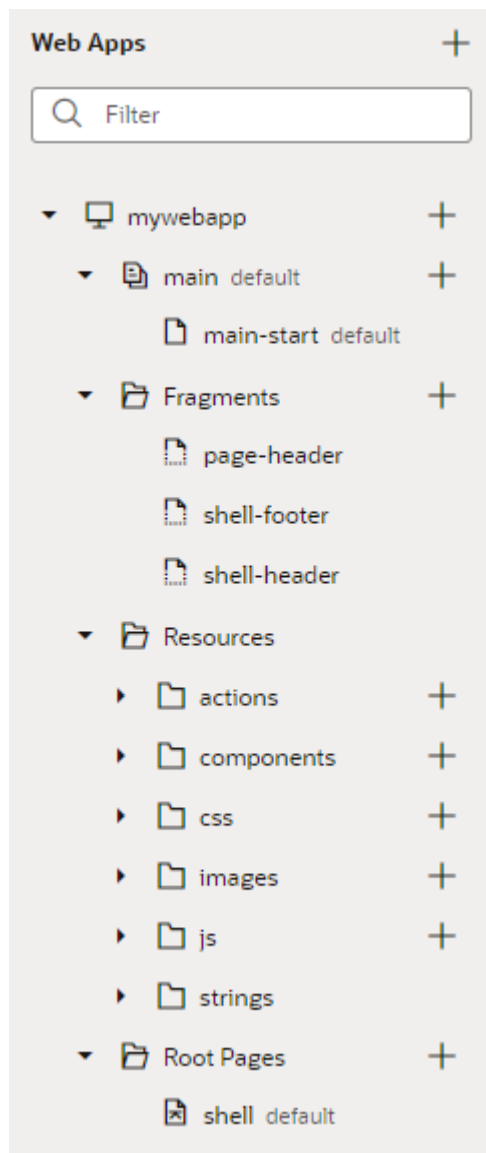 Web Apps
Filter
mywebapp
main default
main-start default
Fragments
page-header
shell-footer
shell-header
Resources
actions
components
css
images
js
strings
Root Pages
shell default